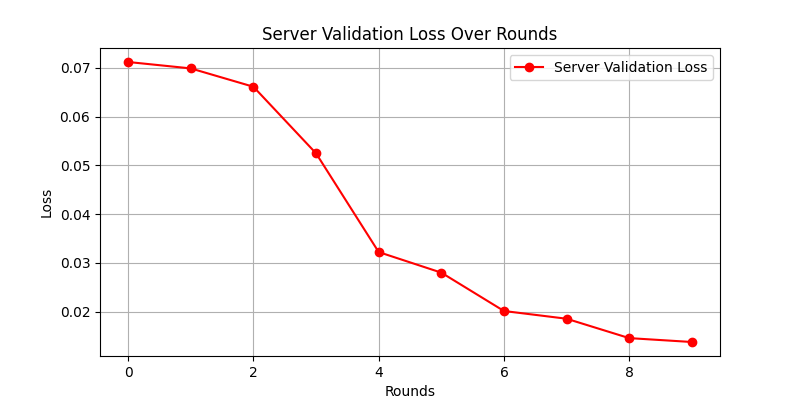 Server Validation Loss Over Rounds
Server Validation Loss
0.07
0.06
0.05
0.04
0.03
0.02
Loss
0 2 4 6 8
Rounds